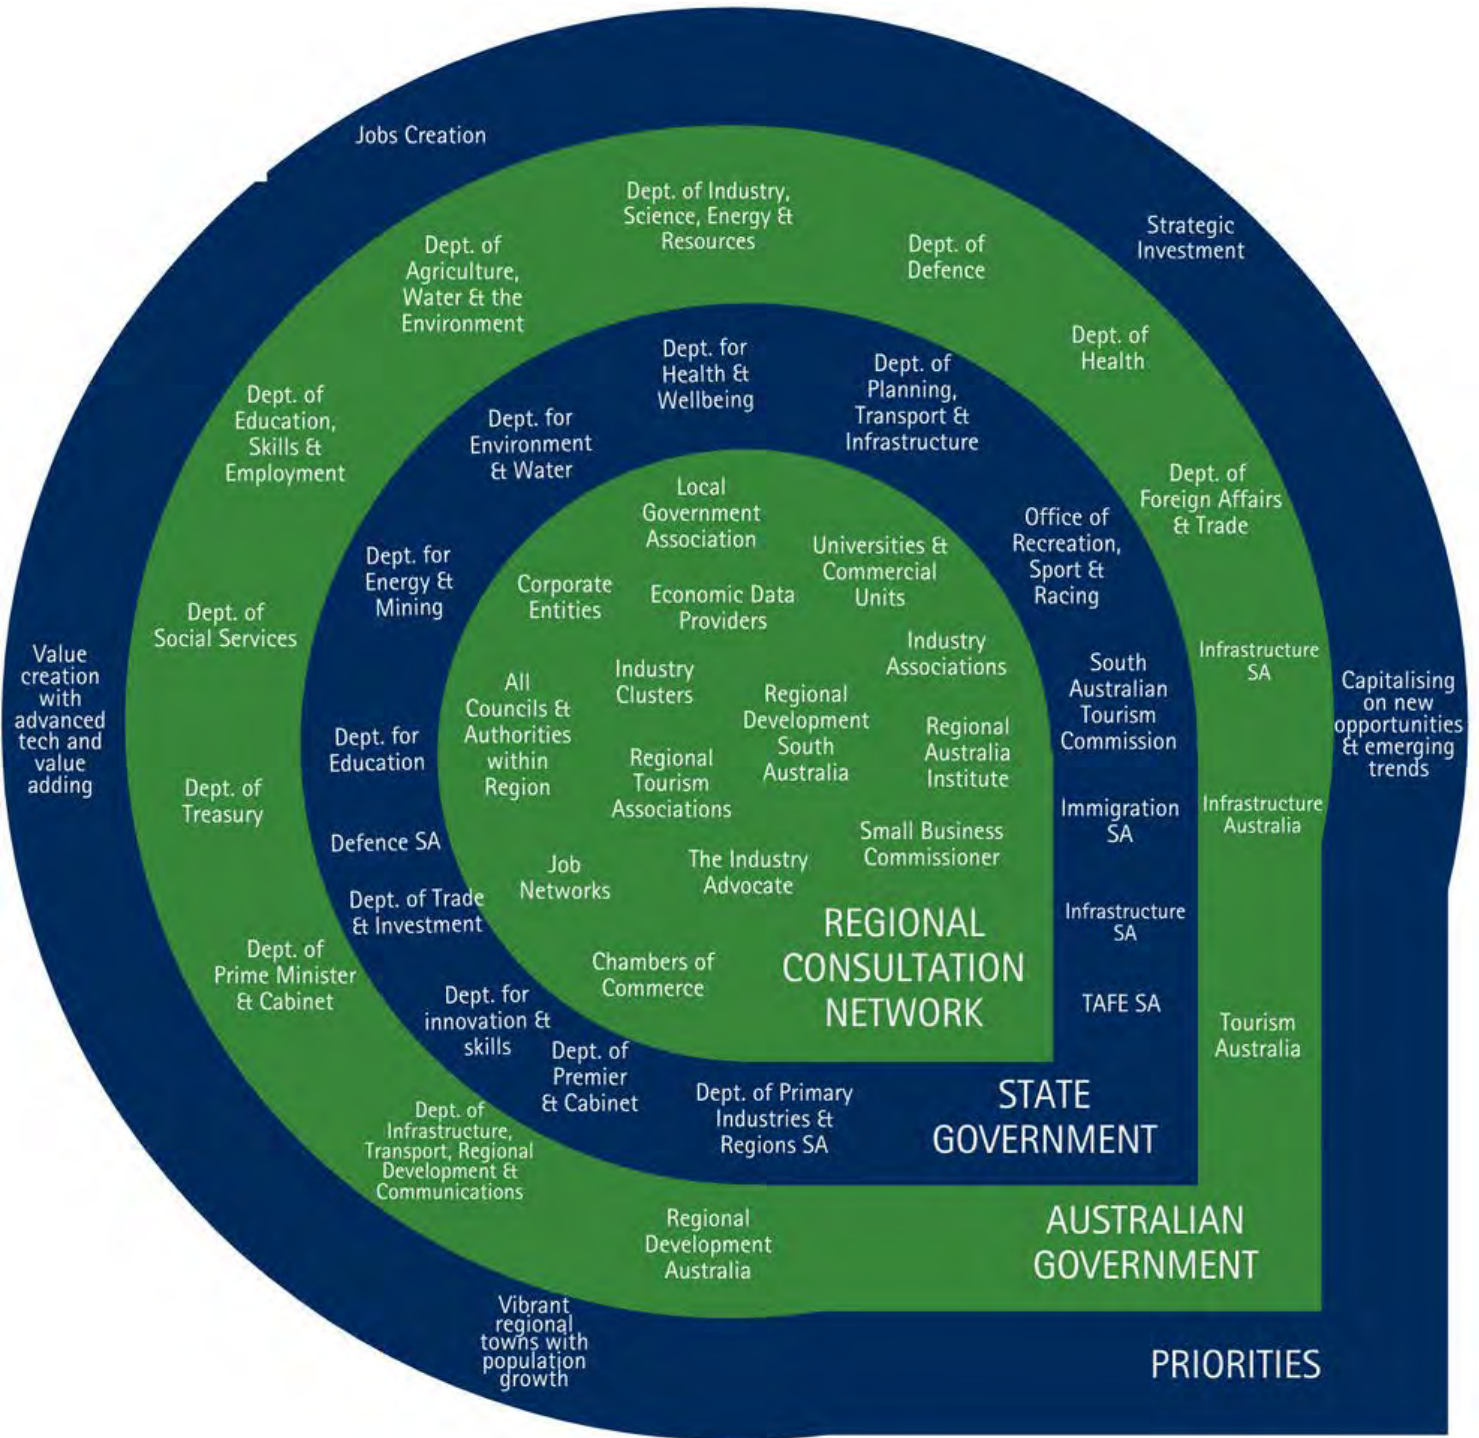 Jobs Creation
Strategic
Investment
Capitalising
on new
opportunities
& emerging
trends
Value
creation
with
advanced
tech and
value
adding
Vibrant
regional
towns with
population
growth
PRIORITIES
Dept. of Industry,
Science, Energy &
Resources
Dept. of
Defence
Dept. of
Health
Dept. of
Foreign Affairs
& Trade
Infrastructure
SA
Infrastructure
Australia
Tourism
Australia
Dept. of
Agriculture,
Water & the
Environment
Dept. of
Education,
Skills &
Employment
Dept. of
Social Services
Dept. of
Treasury
Dept. of
Prime Minister
& Cabinet
Dept. of
Infrastructure,
Transport, Regional
Development &
Communications
Regional
Development
Australia
AUSTRALIAN
GOVERNMENT
Dept. for
Health &
Wellbeing
Dept. of
Planning,
Transport &
Infrastructure
Office of
Recreation,
Sport &
Racing
South
Australian
Tourism
Commission
Immigration
SA
Infrastructure
SA
TAFE SA
Dept. for
Environment
& Water
Dept. for
Energy &
Mining
Dept. for
Education
Defence SA
Dept. of Trade
& Investment
Dept. for
innovation &
skills
Dept. of
Premier
& Cabinet
Dept. of Primary
Industries &
Regions SA
STATE
GOVERNMENT
Local
Government
Association
Universities &
Commercial
Units
Corporate
Entities
Economic Data
Providers
Industry
Associations
Industry
Clusters
All
Councils &
Authorities
within
Region
Regional
Development
South
Australia
Regional
Australia
Institute
Regional
Tourism
Associations
Small Business
Commissioner
Job
Networks
The Industry
Advocate
Chambers of
Commerce
REGIONAL
CONSULTATION
NETWORK